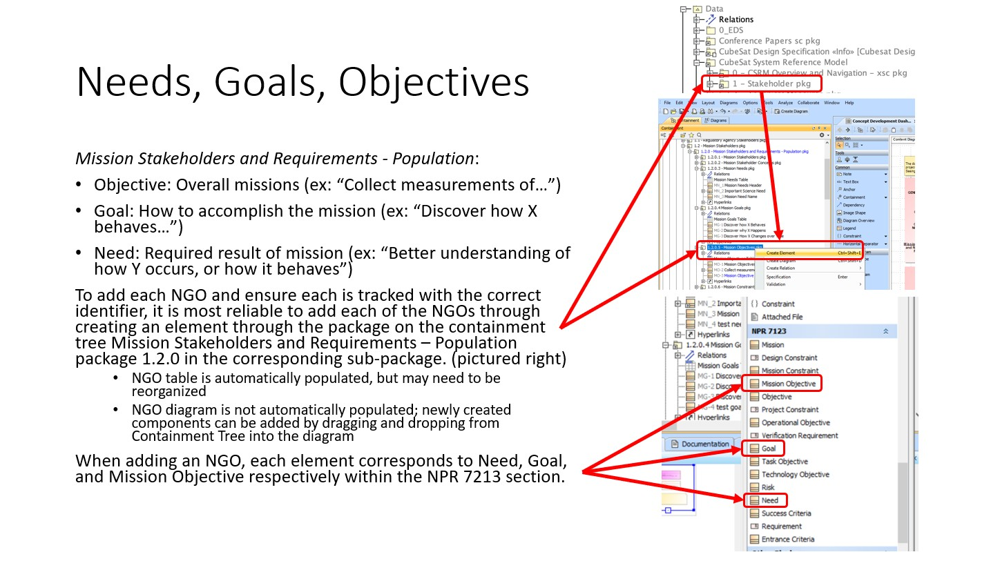 Needs, Goals, Objectives
Mission Stakeholders and Requirements - Population:
• Objective: Overall missions (ex: “Collect measurements of…”)
• Goal: How to accomplish the mission (ex: “Discover how X
behaves…”)
• Need: Required result of mission (ex: “Better understanding of
how Y occurs, or how it behaves”)
To add each NGO and ensure each is tracked with the correct
identifier, it is most reliable to add each of the NGOs through
creating an element through the package on the containment
tree Mission Stakeholders and Requirements – Population
package 1.2.0 in the corresponding sub-package. (pictured right)
• NGO table is automatically populated, but may need to be
reorganized
• NGO diagram is not automatically populated; newly created
components can be added by dragging and dropping from
Containment Tree into the diagram
When adding an NGO, each element corresponds to Need, Goal,
and Mission Objective respectively within the NPR 7213 section.
Data
Relations
0_EDS
Conference Papers sc pkg
CubeSat Design Specification «Info» [Cubesat Desig
CubeSat System Reference Model
0 - CSRM Overview and Navigation - xsc pkg
1 - Stakeholder pkg
File Edit View Layout Diagrams Options Tools Analyze Collaborate Window Help
Create Diagram
Containment Diagrams
Containment
1.1 - Regulatory Agency Stakeholders pkg
1.2 - Mission Stakeholders pkg
1.2.0 - Mission Stakeholders and Requirements - Population pkg
1.2.0.1 - Mission Stakeholders pkg
1.2.0.2 - Mission Stakeholder Concerns pkg
1.2.0.3 - Mission Needs pkg
Relations
Mission Needs Table
MN_1 Mission Needs Header
MN_2 Important Science Need
MN_3 Mission Need Name
Hyperlinks
1.2.0.4 Mission Goals pkg
Relations
Mission Goals Table
MG-1 Discover how X Behaves
MG-2 Discover why X Happens
MG-3 Discover How X Changes over
1.2.0.5 - Mission Objectives pkg
Relations
MO-1 Mission Objectives
MO-2 Collect measurem
MO-3 Mission Objective
Hyperlinks
1.2.0.6 - Mission Constraint
Concept Development Dash...
Content Diagr
Selection
Tools
Common
Note
Text Box
Anchor
Containment
Dependency
Image Shape
Diagram Overview
Legend
Constraint
Horizontal Separator
Create Element Ctrl+Shift+E
Create Diagram
Create Relation
Specification Enter
Validation
MN_2 Importa
MN_3 Mission
MN_4 test nee
Hyperlinks
1.2.0.4 Mission Go
Relations
Mission Goals
MG-1 Discove
MG-2 Disco
MG-3 Discover
MG-4 test goa
Hyperlinks
Documentation
Constraint
Attached File
NPR 7123
Mission
Design Constraint
Mission Constraint
Mission Objective
Objective
Project Constraint
Operational Objective
Verification Requirement
Goal
Task Objective
Technology Objective
Risk
Need
Success Criteria
Requirement
Entrance Criteria